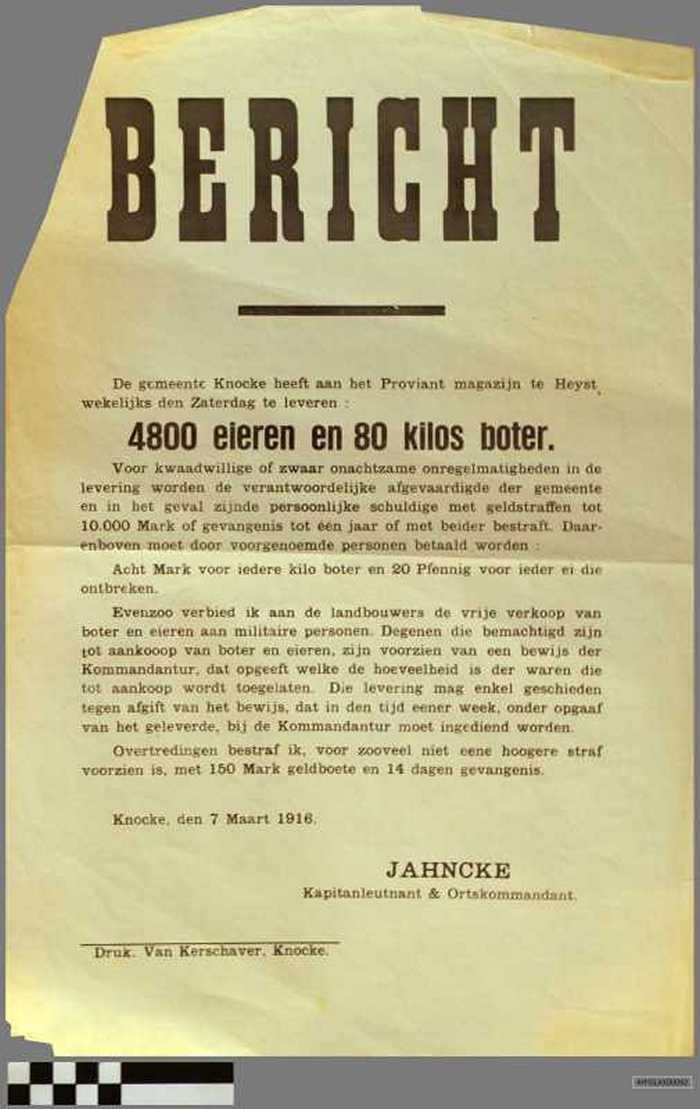 BERICHT
De gemeente Knocke heeft aan het Proviant magazijn te Heyst,
wekelijks den Zaterdag te leveren :
4800 eieren en 80 kilos boter.
Voor kwaadwillige of zwaar onachtzame onregelmatigheden in de
levering worden de verantwoordelijke afgevaardigde der gemeente
en in het geval zijnde persoonlijke schuldige met geldstraffen tot
10.000 Mark of gevangenis tot één jaar of met beider bestraft. Daar-
enboven moet door voorgenoemde personen betaald worden :
Acht Mark voor iedere kilo boter en 20 Pfennig voor ieder ei die
ontbreken.
Evenzoo verbied ik aan de landbouwers de vrije verkoop van
boter en eieren aan militaire personen. Degenen die bemachtigd zijn
tot aankooop van boter en eieren, zijn voorzien van een bewijs der
Kommandantur, dat opgeeft welke de hoeveelheid is der waren die
tot aankoop wordt toegelaten. Die levering mag enkel geschieden
tegen afgift van het bewijs, dat in den tijd eener week, onder opgaaf
van het geleverde, bij de Kommandantur moet ingediend worden.
Overtredingen bestraf ik, voor zooveel niet eene hoogere straf
voorzien is, met 150 Mark geldboete en 14 dagen gevangenis.
Knocke, den 7 Maart 1916.
JAHNCKE
Kapitanleutnant & Ortskommandant.
Druk. Van Kerschaver, Knocke.